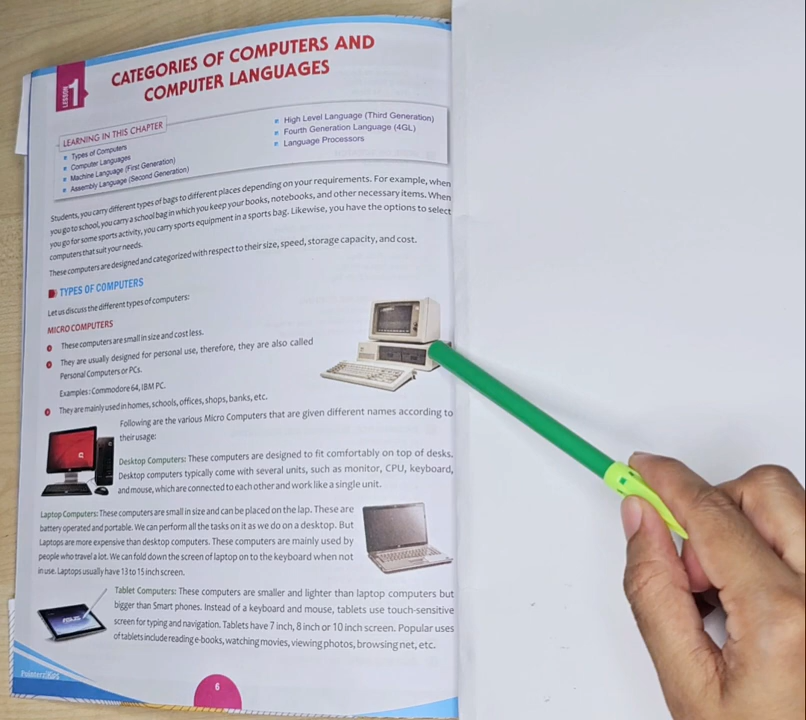 LESSON
1
CATEGORIES OF COMPUTERS AND
COMPUTER LANGUAGES
LEARNING IN THIS CHAPTER
Types of Computers
Computer Languages
Machine Language (First Generation)
Assembly Language (Second Generation)
High Level Language (Third Generation)
Fourth Generation Language (4GL)
Language Processors
Students, you carry different types of bags to different places depending on your requirements. For example, when
you go to school, you carry a school bag in which you keep your books, notebooks, and other necessary items. When
you go for some sports activity, you carry sports equipment in a sports bag. Likewise, you have the options to select
computers that suit your needs.
These computers are designed and categorized with respect to their size, speed, storage capacity, and cost.
TYPES OF COMPUTERS
Let us discuss the different types of computers:
MICRO COMPUTERS
These computers are small in size and cost less.
They are usually designed for personal use, therefore, they are also called
Personal Computers or PCs.
Examples: Commodore 64, IBM PC.
They are mainly used in homes, schools, offices, shops, banks, etc.
Following are the various Micro Computers that are given different names according to
their usage:
Desktop Computers: These computers are designed to fit comfortably on top of desks.
Desktop computers typically come with several units, such as monitor, CPU, keyboard,
and mouse, which are connected to each other and work like a single unit.
Laptop Computers: These computers are small in size and can be placed on the lap. These are
battery operated and portable. We can perform all the tasks on it as we do on a desktop. But
Laptops are more expensive than desktop computers. These computers are mainly used by
people who travel a lot. We can fold down the screen of laptop on to the keyboard when not
in use. Laptops usually have 13 to 15 inch screen.
Tablet Computers: These computers are smaller and lighter than laptop computers but
bigger than Smart phones. Instead of a keyboard and mouse, tablets use touch-sensitive
screen for typing and navigation. Tablets have 7 inch, 8 inch or 10 inch screen. Popular uses
of tablets include reading e-books, watching movies, viewing photos, browsing net, etc.
ASUS
6